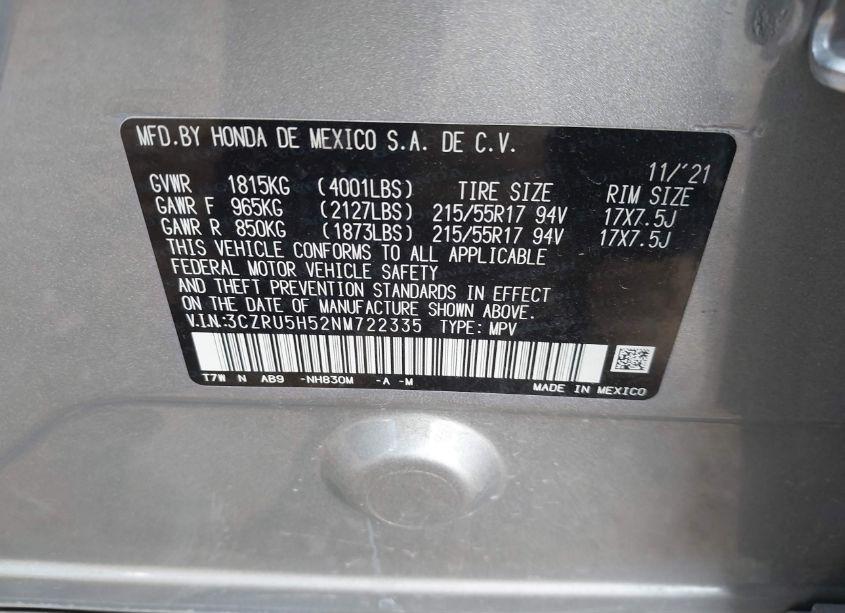 MFD.BY HONDA DE MEXICO S.A. DE C.V.
11/'21
GVWR 1815KG (4001LBS) TIRE SIZE RIM SIZE
GAWR F 965KG (2127LBS) 215/55R17 94V 17X7.5J
GAWR R 850KG (1873LBS) 215/55R17 94V 17X7.5J
THIS VEHICLE CONFORMS TO ALL APPLICABLE
FEDERAL MOTOR VEHICLE SAFETY
AND THEFT PREVENTION STANDARDS IN EFFECT
ON THE DATE OF MANUFACTURE SHOWN ABOVE.
V.I.N.:3CZRU5H52NM722335 TYPE: MPV
T7W N AB9 -NH830M -A -M
MADE IN MEXICO